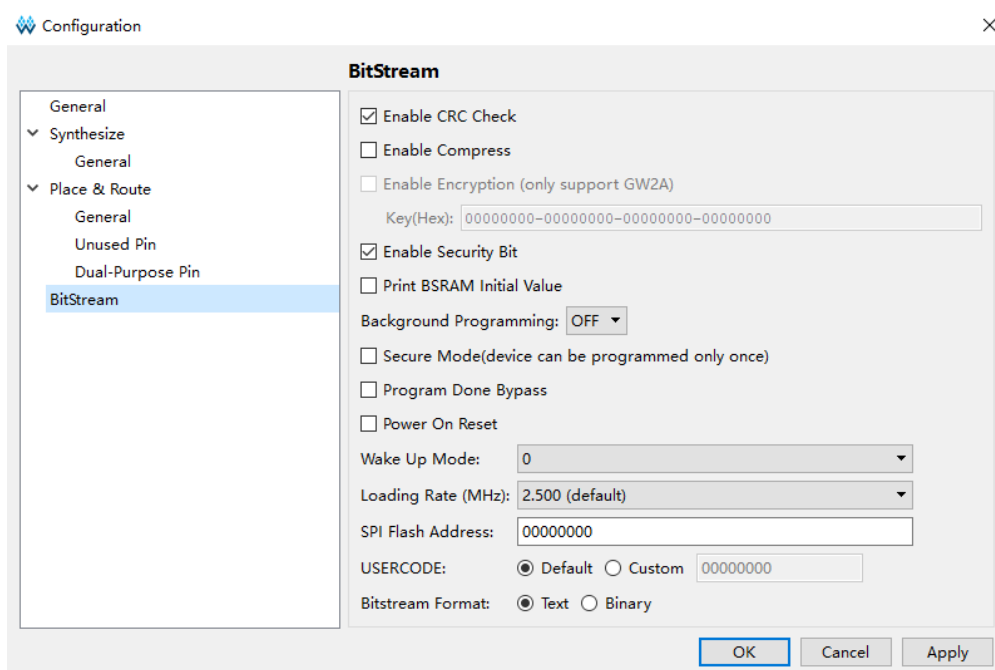 Configuration
BitStream
General
Synthesize
General
Place & Route
General
Unused Pin
Dual-Purpose Pin
BitStream
Enable CRC Check
Enable Compress
Enable Encryption (only support GW2A)
Key(Hex): 00000000-00000000-00000000-00000000
Enable Security Bit
Print BSRAM Initial Value
Background Programming: OFF
Secure Mode(device can be programmed only once)
Program Done Bypass
Power On Reset
Wake Up Mode: 0
Loading Rate (MHz): 2.500 (default)
SPI Flash Address: 00000000
USERCODE: Default Custom 00000000
Bitstream Format: Text Binary
OK Cancel Apply